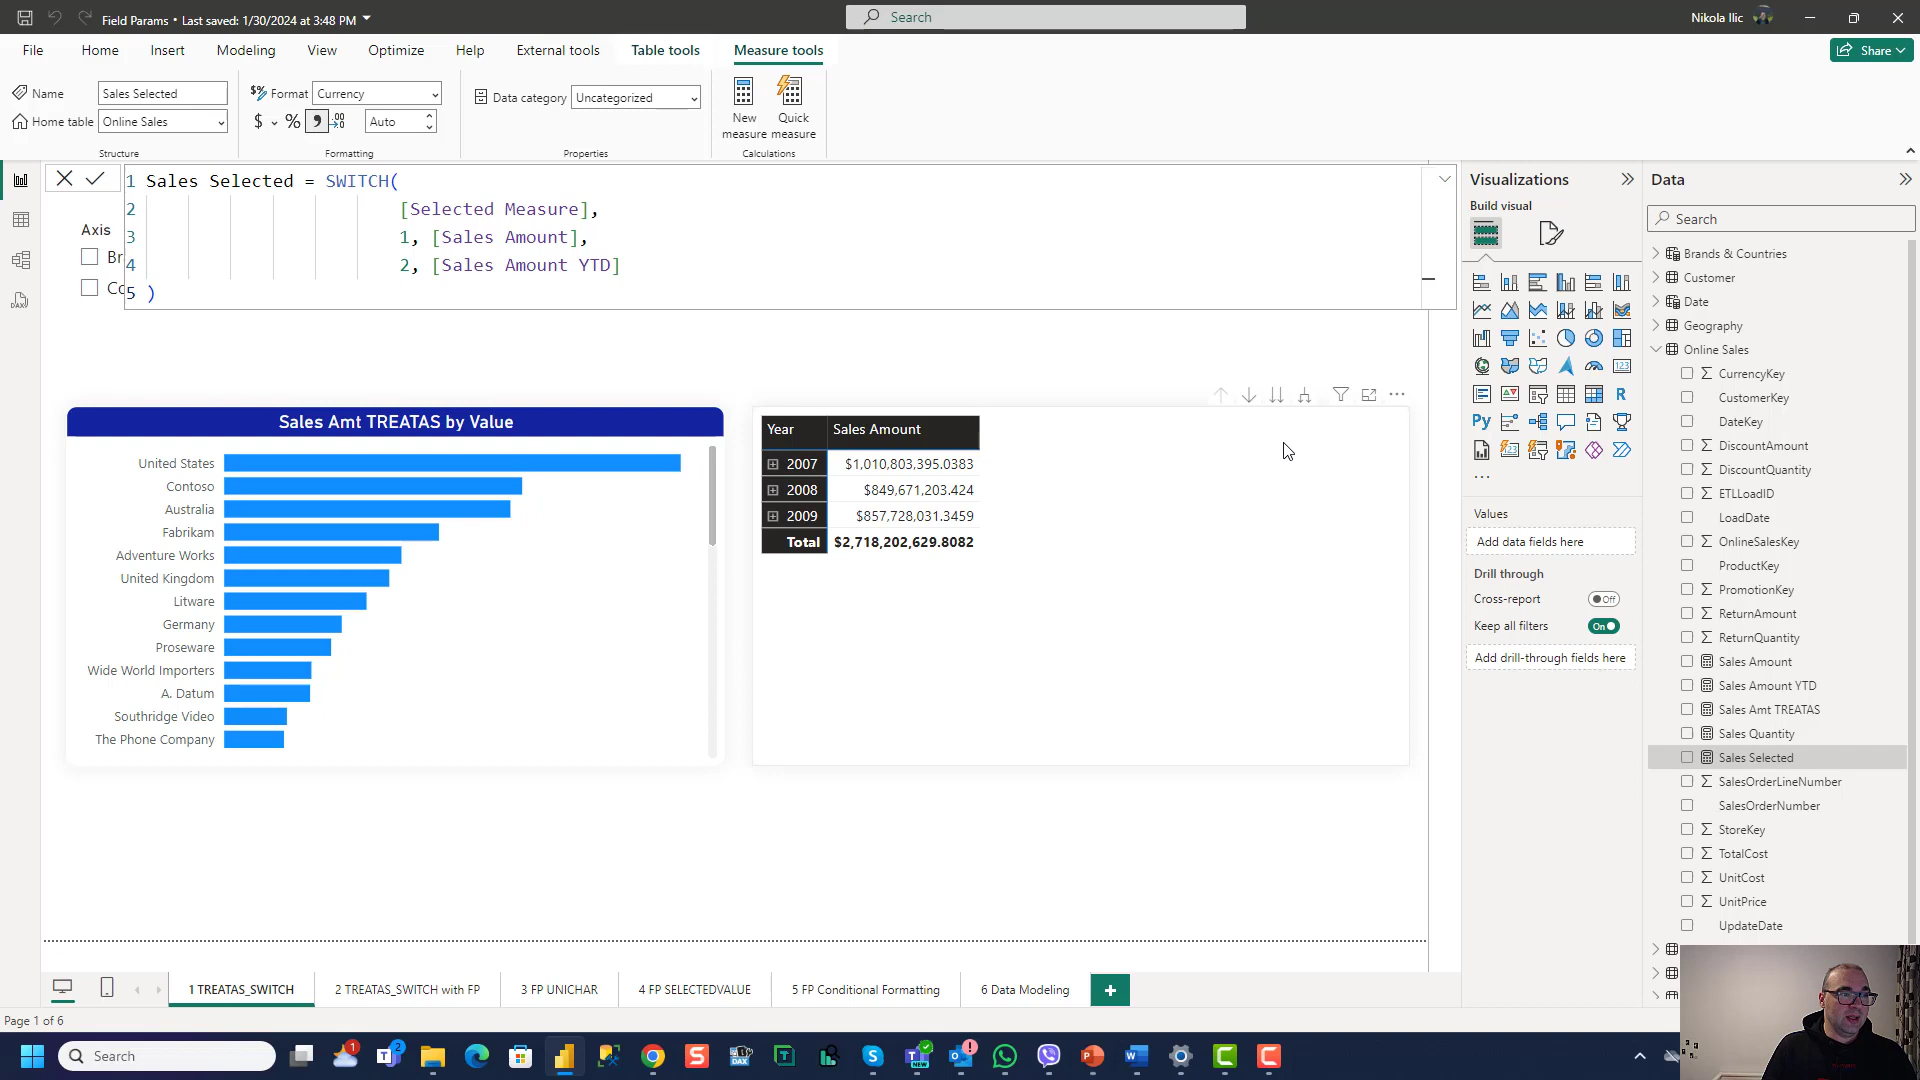 Field Params • Last saved: 1/30/2024 at 3:48 PM
Search
Nikola Ilic
File Home Insert Modeling View Optimize Help External tools Table tools Measure tools
Share
Name Sales Selected
Home table Online Sales
Structure
Format Currency
$ % Auto
Formatting
Data category Uncategorized
Properties
New measure
Quick measure
Calculations
1 Sales Selected = SWITCH(
2 [Selected Measure],
3 1, [Sales Amount],
4 2, [Sales Amount YTD]
5 )
Axis
Br
Co
Sales Amt TREATAS by Value
United States
Contoso
Australia
Fabrikam
Adventure Works
United Kingdom
Litware
Germany
Proseware
Wide World Importers
A. Datum
Southridge Video
The Phone Company
Year Sales Amount
2007 $1,010,803,395.0383
2008 $849,671,203.424
2009 $857,728,031.3459
Total $2,718,202,629.8082
Visualizations
Build visual
R
Py
123
...
Values
Add data fields here
Drill through
Cross-report Off
Keep all filters On
Add drill-through fields here
Data
Search
Brands & Countries
Customer
Date
Geography
Online Sales
CurrencyKey
CustomerKey
DateKey
DiscountAmount
DiscountQuantity
ETLLoadID
LoadDate
OnlineSalesKey
ProductKey
PromotionKey
ReturnAmount
ReturnQuantity
Sales Amount
Sales Amount YTD
Sales Amt TREATAS
Sales Quantity
Sales Selected
SalesOrderLineNumber
SalesOrderNumber
StoreKey
TotalCost
UnitCost
UnitPrice
UpdateDate
1 TREATAS_SWITCH
2 TREATAS_SWITCH with FP
3 FP UNICHAR
4 FP SELECTEDVALUE
5 FP Conditional Formatting
6 Data Modeling
Page 1 of 6
Search